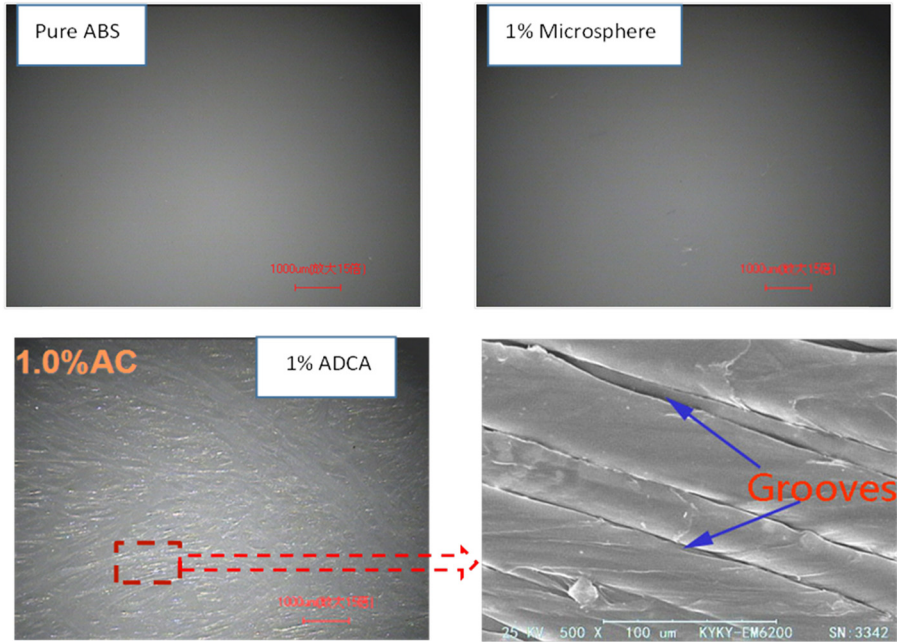 Pure ABS
1000um(放大15倍)
1% Microsphere
1000um(放大15倍)
1.0%AC
1% ADCA
1000um(放大15倍)
Grooves
25 KV 500 X 100 um KYKY-EM6200 SN:3342